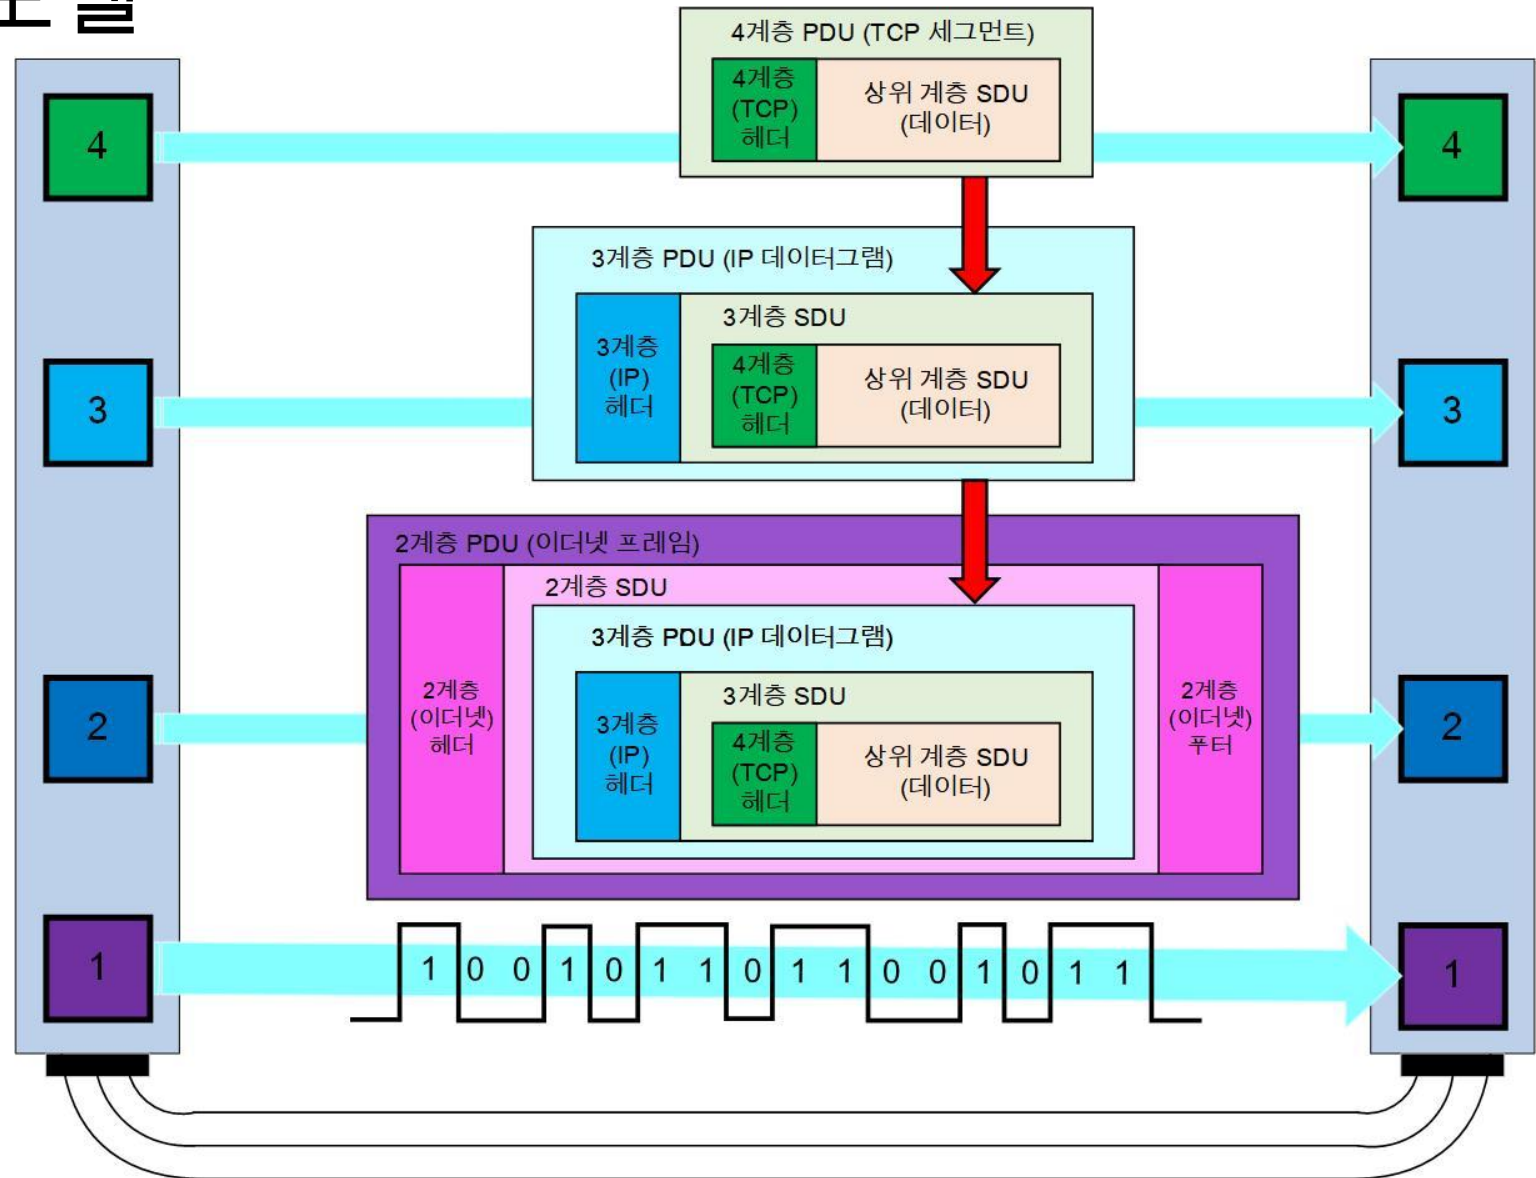 4계층 PDU (TCP 세그먼트)
4계층
(TCP)
헤더
상위 계층 SDU
(데이터)
4
4
3계층 PDU (IP 데이터그램)
3계층 SDU
3계층
(IP)
헤더
4계층
(TCP)
헤더
상위 계층 SDU
(데이터)
3
3
2계층 PDU (이더넷 프레임)
2계층 SDU
3계층 PDU (IP 데이터그램)
2계층
(이더넷)
헤더
3계층 SDU
3계층
(IP)
헤더
4계층
(TCP)
헤더
상위 계층 SDU
(데이터)
2계층
(이더넷)
푸터
2
2
1
1 0 0 1 0 1 1 0 1 1 0 0 1 0 1 1
1